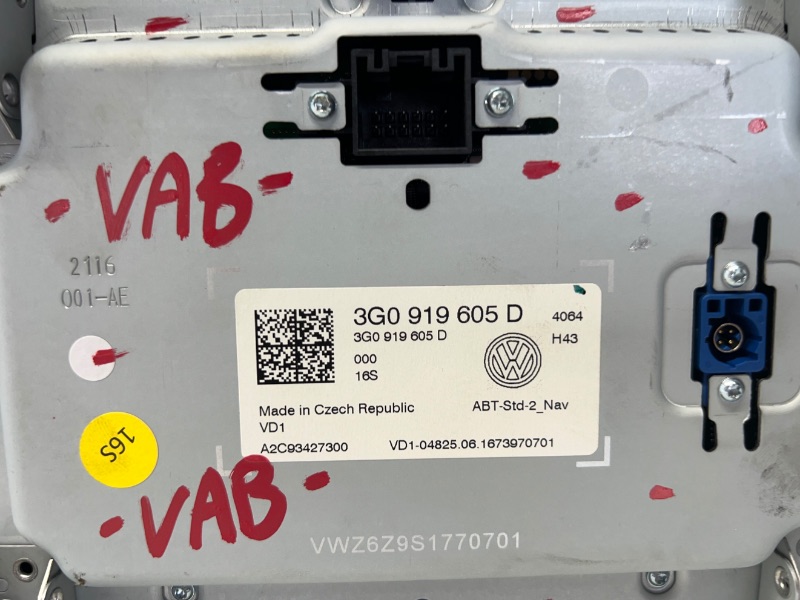 -VAB-
2116
001-AE
3G0 919 605 D
4064
3G0 919 605 D
H43
000
16S
Made in Czech Republic
ABT-Std-2_Nav
VD1
A2C93427300
VD1-04825.06.1673970701
16S
-VAB-
VWZ6Z9S1770701